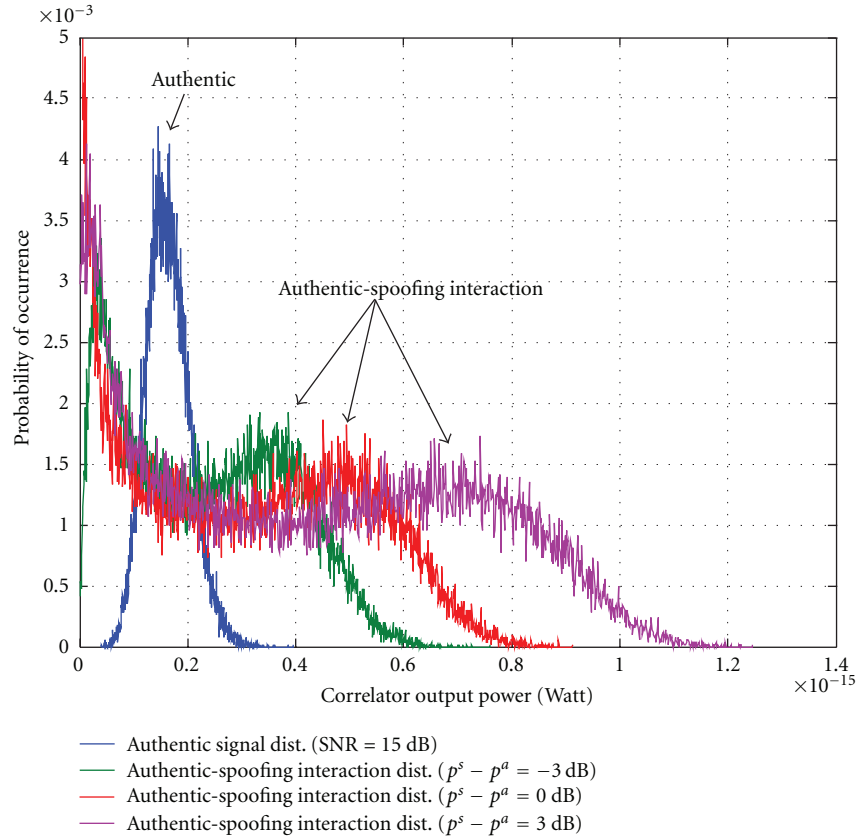 ×10⁻³
5
4.5
4
3.5
3
2.5
2
1.5
1
0.5
0
Probability of occurrence
Authentic
Authentic-spoofing interaction
0 0.2 0.4 0.6 0.8 1 1.2 1.4
×10⁻¹⁵
Correlator output power (Watt)
Authentic signal dist. (SNR = 15 dB)
Authentic-spoofing interaction dist. (pˢ − pᵃ = −3 dB)
Authentic-spoofing interaction dist. (pˢ − pᵃ = 0 dB)
Authentic-spoofing interaction dist. (pˢ − pᵃ = 3 dB)